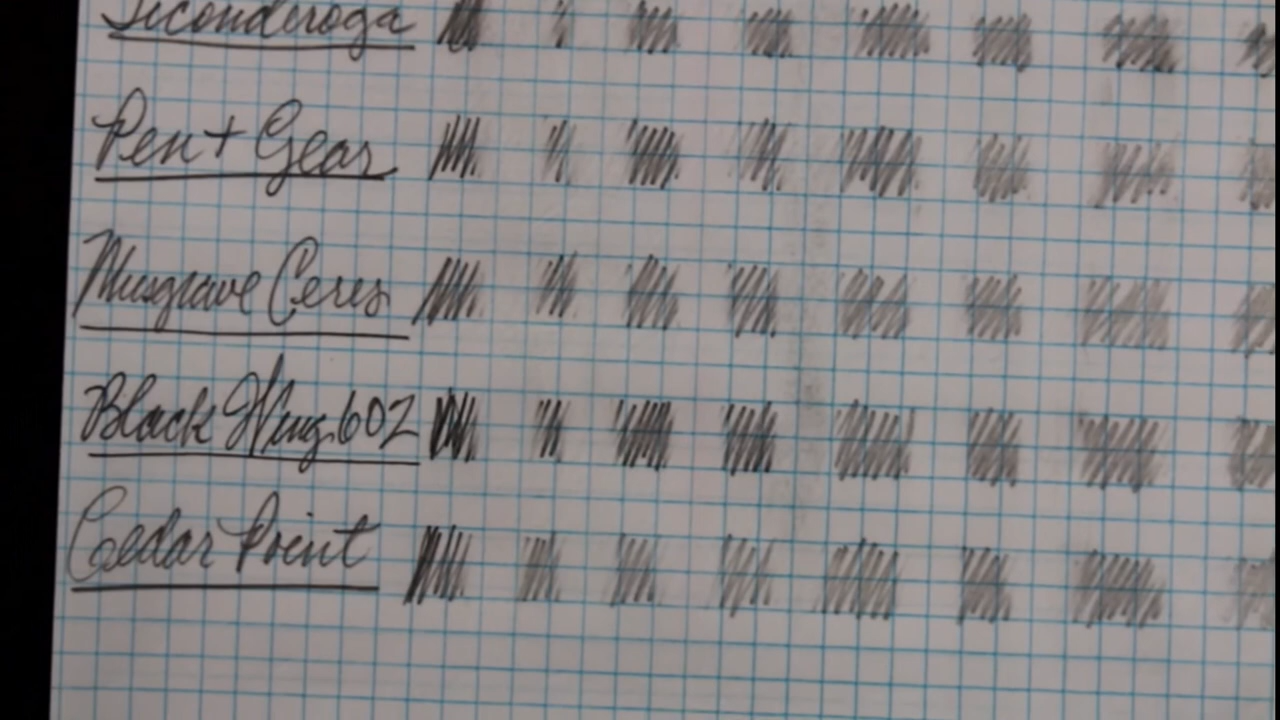 Ticonderoga
Pen + Gear
Musgrave Ceres
Black Wing 602
Cedar Point